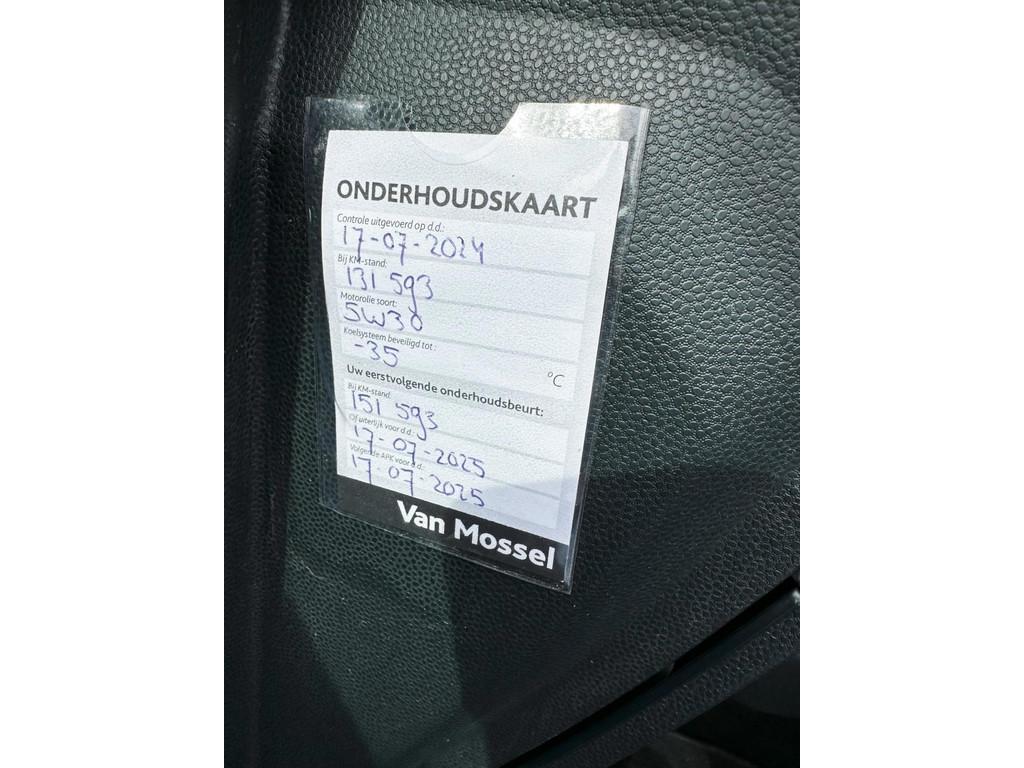 ONDERHOUDSKAART
Controle uitgevoerd op d.d.:
17-07-2024
Bij KM-stand:
131 593
Motorolie soort:
5W30
Koelsysteem beveiligd tot:
-35 °C
Uw eerstvolgende onderhoudsbeurt:
Bij KM-stand:
151 593
Of uiterlijk voor d.d.:
17-07-2025
Volgende APK voor d.d.:
17-07-2025
Van Mossel